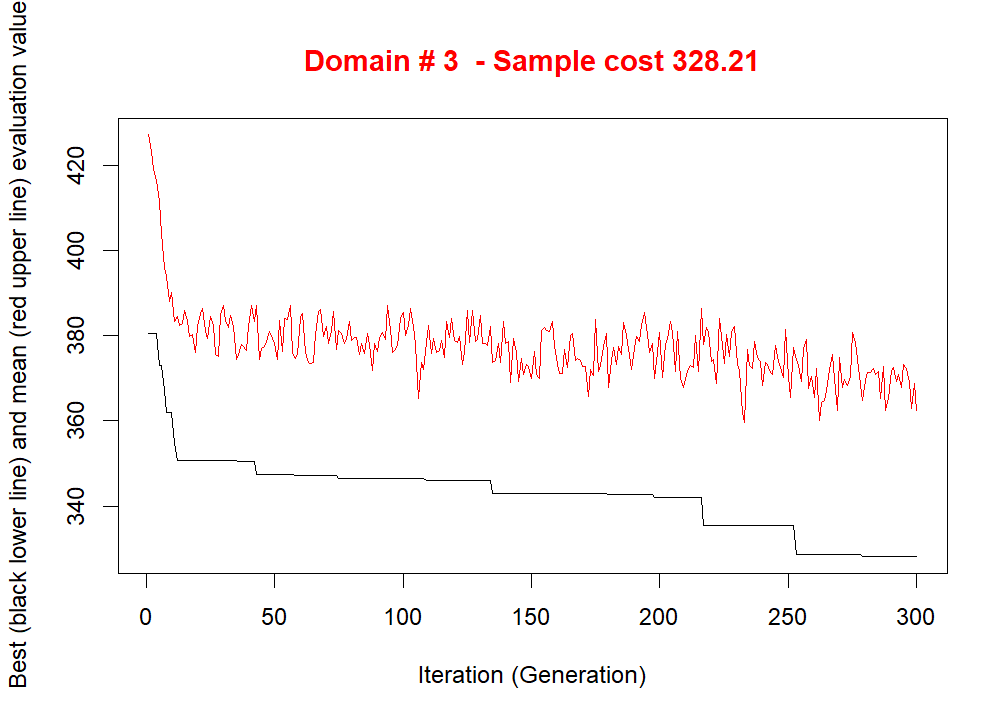 Domain # 3  - Sample cost 328.21
Best (black lower line) and mean (red upper line) evaluation value
420
400
380
360
340
0 50 100 150 200 250 300
Iteration (Generation)